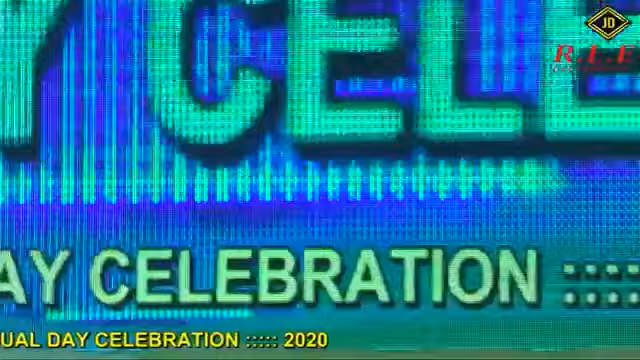 JD
R.E.E
Y CELE
AY CELEBRATION ::::
UAL DAY CELEBRATION ::::: 2020